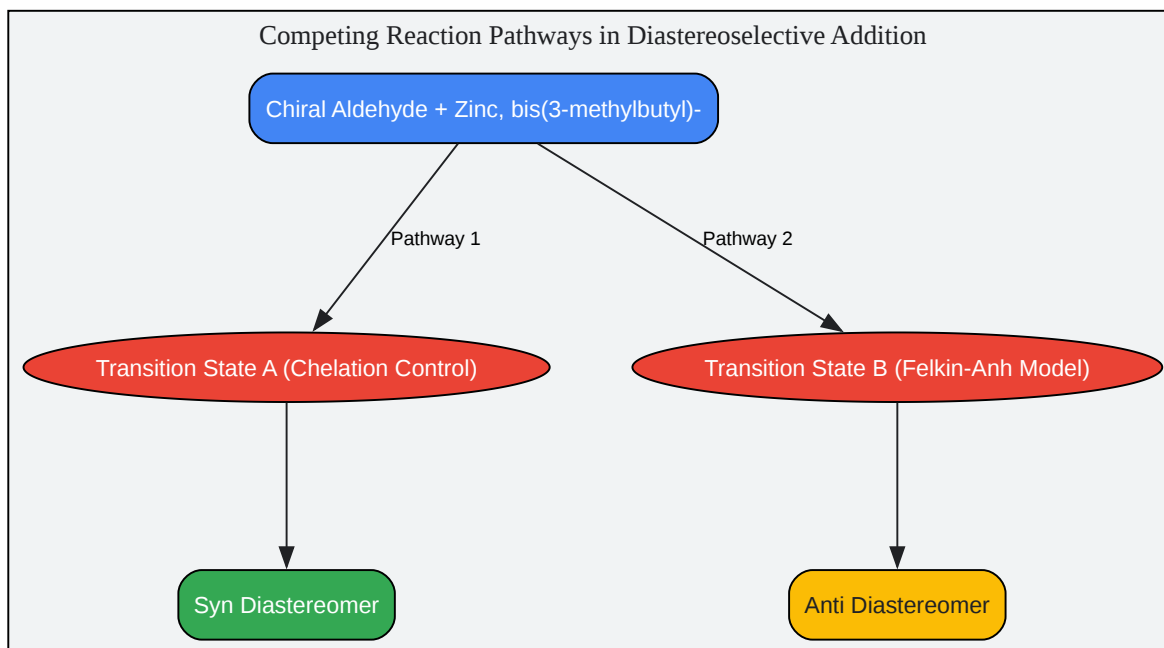 Competing Reaction Pathways in Diastereoselective Addition
Chiral Aldehyde + Zinc, bis(3-methylbutyl)-
Pathway 1
Pathway 2
Transition State A (Chelation Control)
Transition State B (Felkin-Anh Model)
Syn Diastereomer
Anti Diastereomer